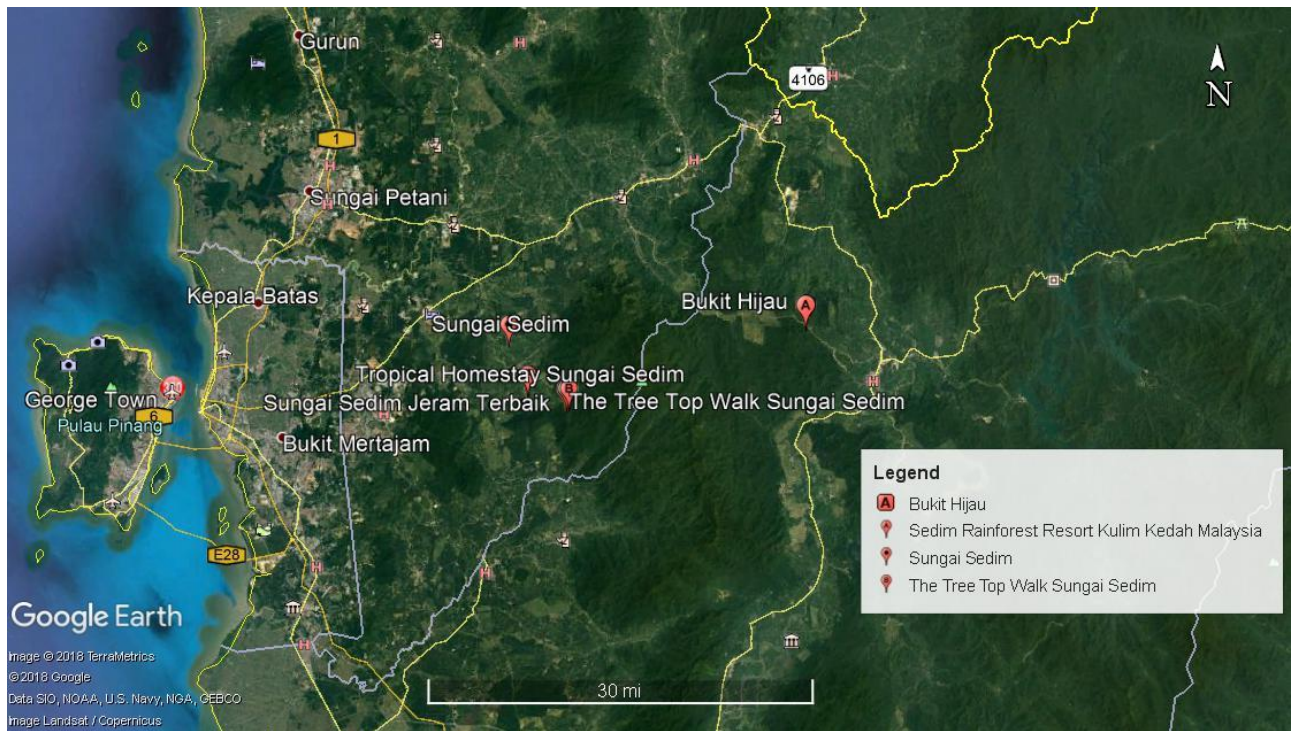 Gurun
4106
N
1
Sungai Petani
Kepala Batas
Bukit Hijau
A
Sungai Sedim
Tropical Homestay Sungai Sedim
George Town
Sungai Sedim Jeram Terbaik
B
The Tree Top Walk Sungai Sedim
6
Pulau Pinang
Bukit Mertajam
Legend
A Bukit Hijau
Sedim Rainforest Resort Kulim Kedah Malaysia
Sungai Sedim
The Tree Top Walk Sungai Sedim
E28
Google Earth
Image © 2018 TerraMetrics
© 2018 Google
Data SIO, NOAA, U.S. Navy, NGA, GEBCO
Image Landsat / Copernicus
30 mi